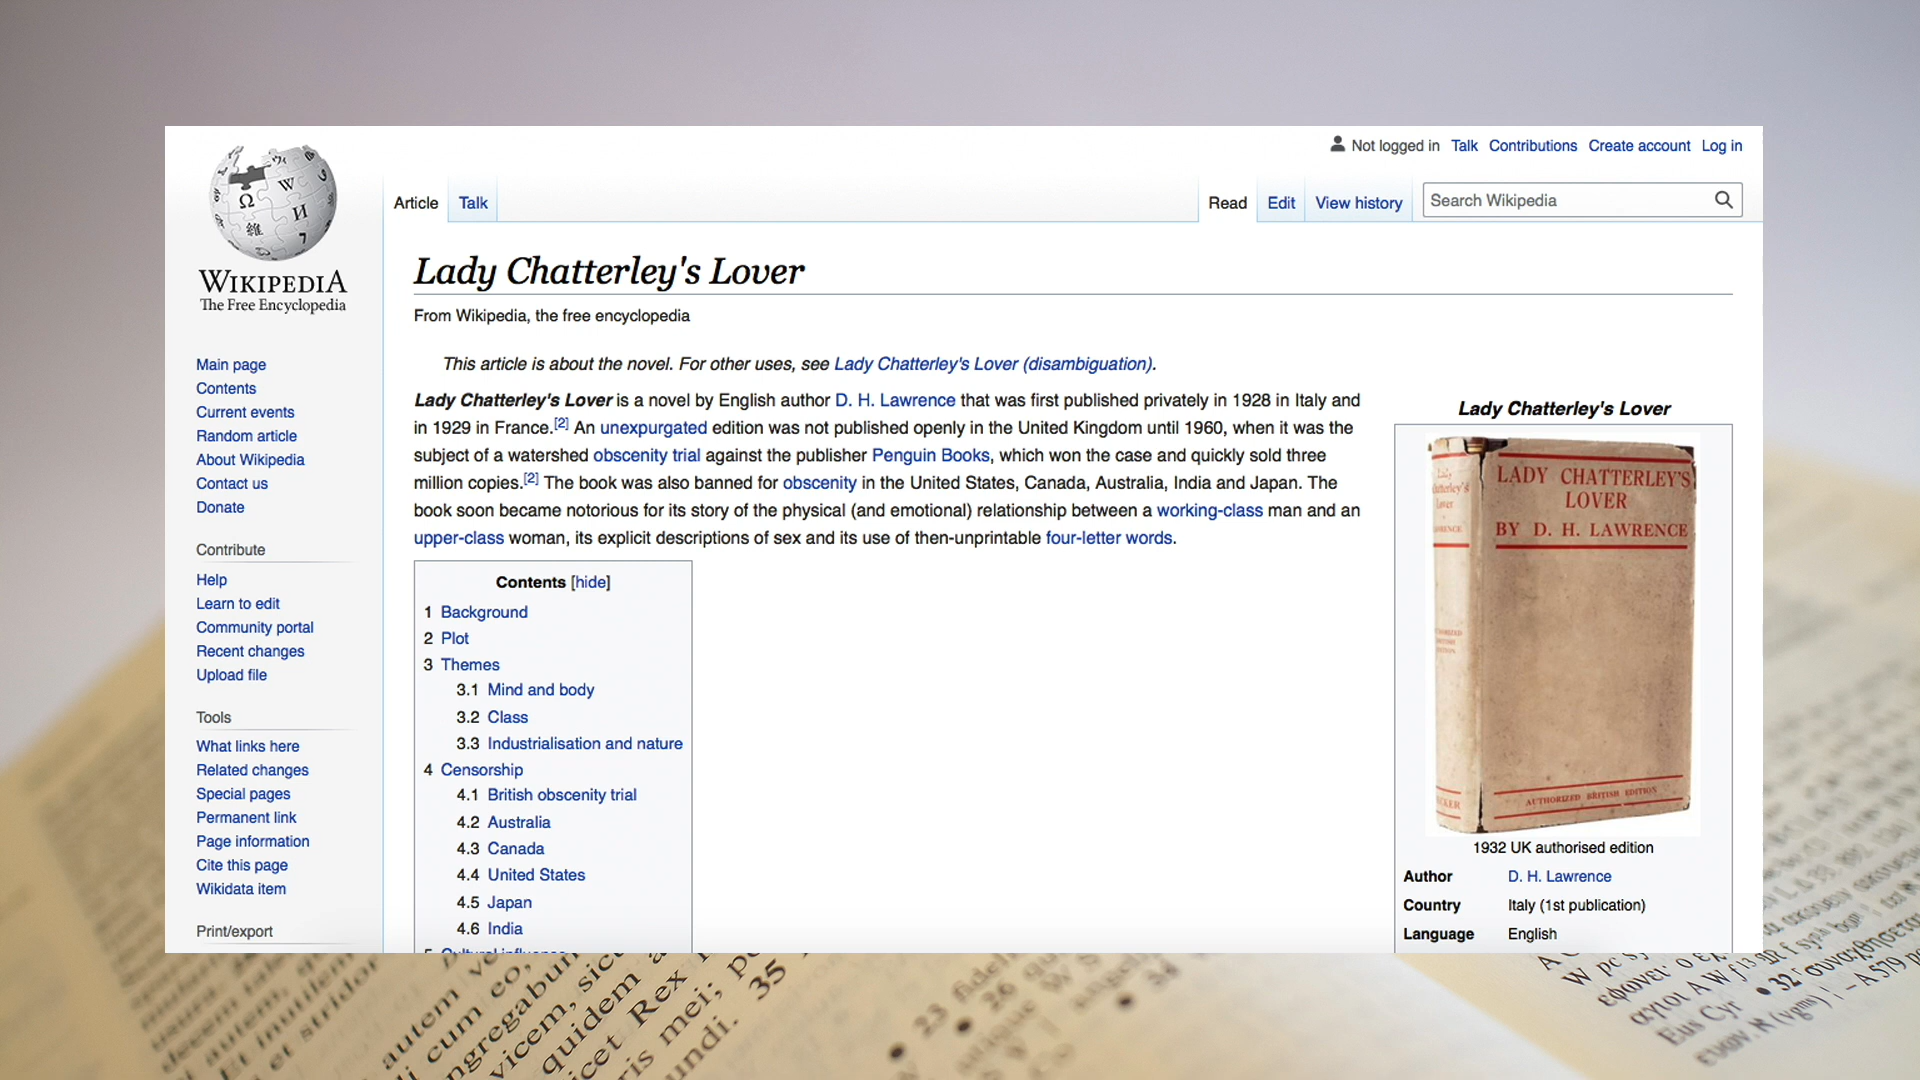 Not logged in Talk Contributions Create account Log in
Article Talk Read Edit View history Search Wikipedia
WIKIPEDIA
The Free Encyclopedia
Main page
Contents
Current events
Random article
About Wikipedia
Contact us
Donate
Contribute
Help
Learn to edit
Community portal
Recent changes
Upload file
Tools
What links here
Related changes
Special pages
Permanent link
Page information
Cite this page
Wikidata item
Print/export
Lady Chatterley's Lover
From Wikipedia, the free encyclopedia
This article is about the novel. For other uses, see Lady Chatterley's Lover (disambiguation).
Lady Chatterley's Lover is a novel by English author D. H. Lawrence that was first published privately in 1928 in Italy and
in 1929 in France.[2] An unexpurgated edition was not published openly in the United Kingdom until 1960, when it was the
subject of a watershed obscenity trial against the publisher Penguin Books, which won the case and quickly sold three
million copies.[2] The book was also banned for obscenity in the United States, Canada, Australia, India and Japan. The
book soon became notorious for its story of the physical (and emotional) relationship between a working-class man and an
upper-class woman, its explicit descriptions of sex and its use of then-unprintable four-letter words.
Contents [hide]
1 Background
2 Plot
3 Themes
3.1 Mind and body
3.2 Class
3.3 Industrialisation and nature
4 Censorship
4.1 British obscenity trial
4.2 Australia
4.3 Canada
4.4 United States
4.5 Japan
4.6 India
Lady Chatterley's Lover
LADY CHATTERLEY'S
LOVER
BY D. H. LAWRENCE
AUTHORIZED BRITISH EDITION
1932 UK authorised edition
Author D. H. Lawrence
Country Italy (1st publication)
Language English
autem
cum eo,
vicem,
quidem
Rex
mei;
35